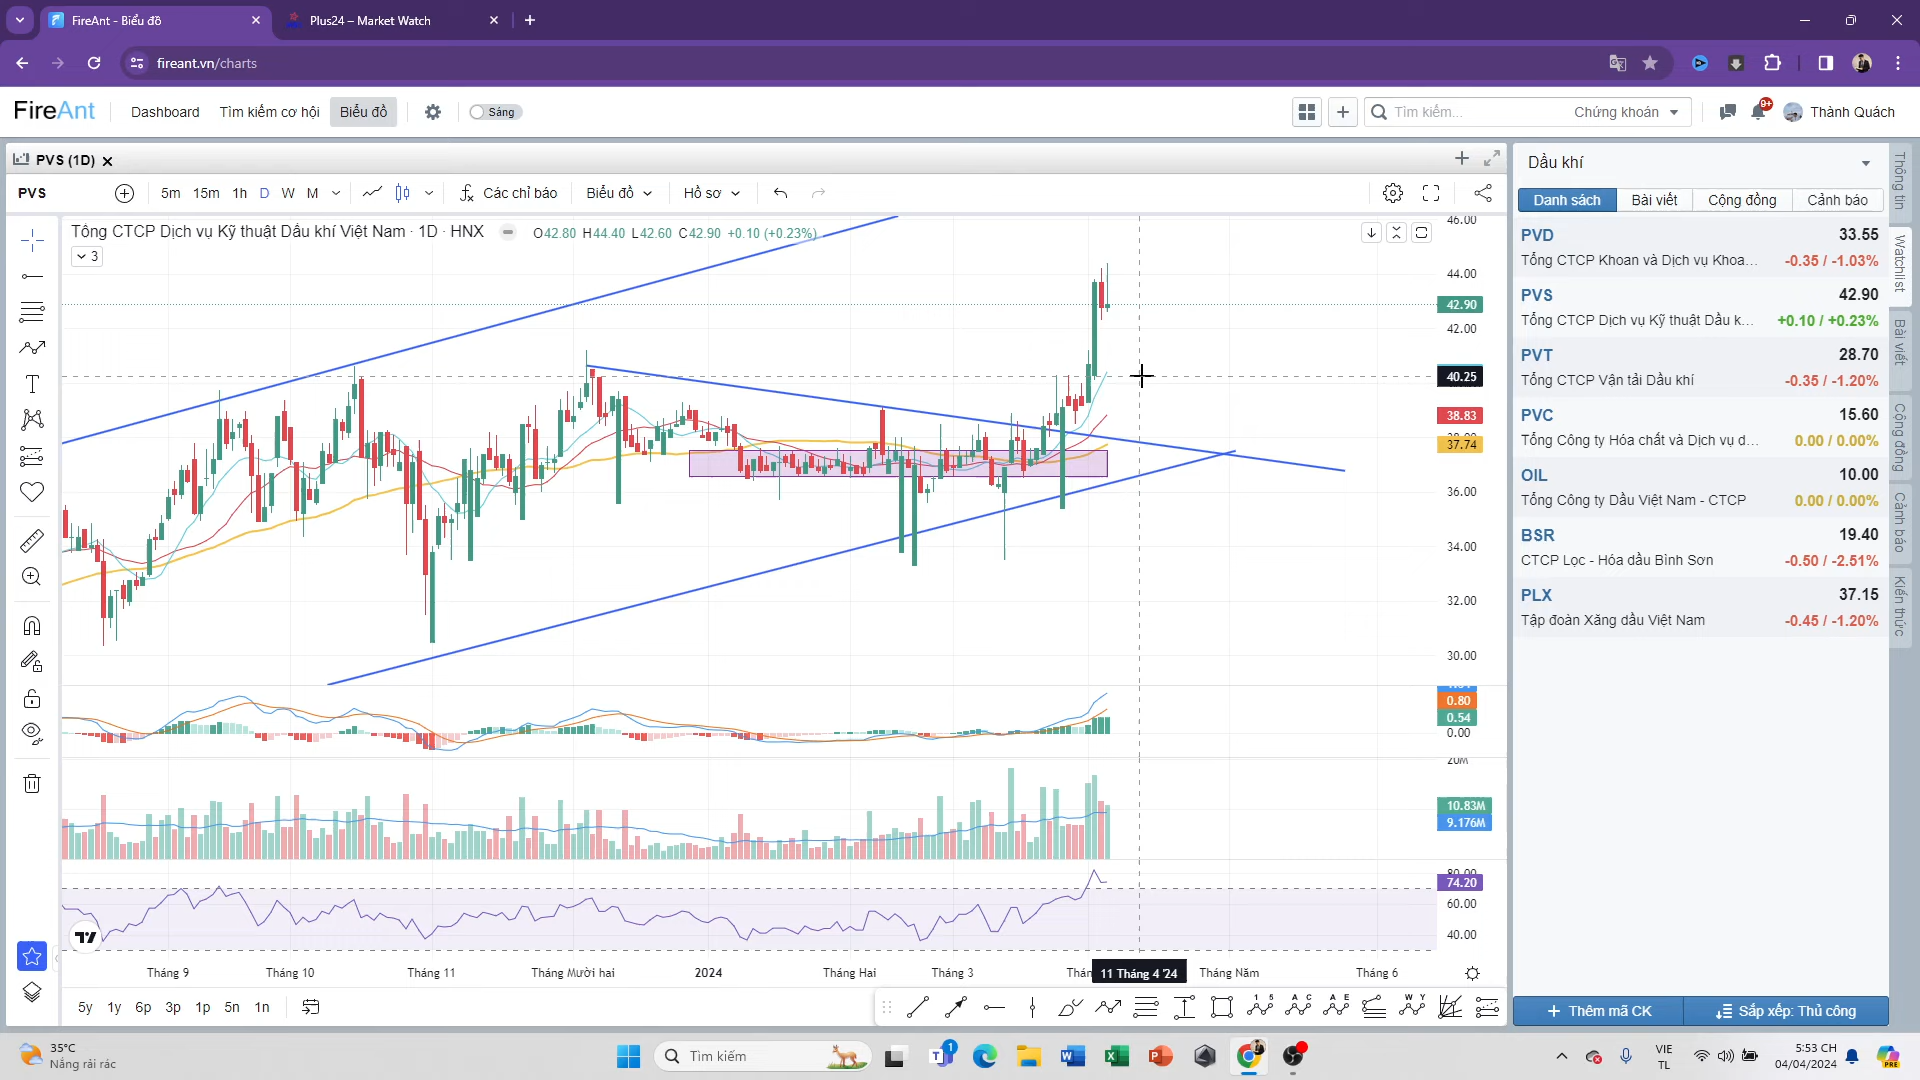 FireAnt - Biểu đồ
Plus24 – Market Watch
fireant.vn/charts
FireAnt
Dashboard
Tìm kiếm cơ hội
Biểu đồ
Sáng
Tìm kiếm...
Chứng khoán
9+
Thành Quách
PVS (1D)
PVS
5m 15m 1h D W M
Các chỉ báo
Biểu đồ
Hồ sơ
Tổng CTCP Dịch vụ Kỹ thuật Dầu khí Việt Nam · 1D · HNX
O42.80 H44.40 L42.60 C42.90 +0.10 (+0.23%)
3
46.00
44.00
42.90
42.00
40.25
38.83
37.74
36.00
34.00
32.00
30.00
0.80
0.54
0.00
20M
10.83M
9.176M
80.00
74.20
60.00
40.00
Tháng 9
Tháng 10
Tháng 11
Tháng Mười hai
2024
Tháng Hai
Tháng 3
11 Tháng 4 '24
Tháng Năm
Tháng 6
5y 1y 6p 3p 1p 5n 1n
Dầu khí
Danh sách
Bài viết
Cộng đồng
Cảnh báo
PVD 33.55
Tổng CTCP Khoan và Dịch vụ Khoa... -0.35 / -1.03%
PVS 42.90
Tổng CTCP Dịch vụ Kỹ thuật Dầu k... +0.10 / +0.23%
PVT 28.70
Tổng CTCP Vận tải Dầu khí -0.35 / -1.20%
PVC 15.60
Tổng Công ty Hóa chất và Dịch vụ d... 0.00 / 0.00%
OIL 10.00
Tổng Công ty Dầu Việt Nam - CTCP 0.00 / 0.00%
BSR 19.40
CTCP Lọc - Hóa dầu Bình Sơn -0.50 / -2.51%
PLX 37.15
Tập đoàn Xăng dầu Việt Nam -0.45 / -1.20%
Thêm mã CK
Sắp xếp: Thủ công
Thông tin
Watchlist
Bài viết
Cộng đồng
Cảnh báo
Kiến thức
35°C
Nắng rải rác
Tìm kiếm
1
VIE
TL
5:53 CH
04/04/2024